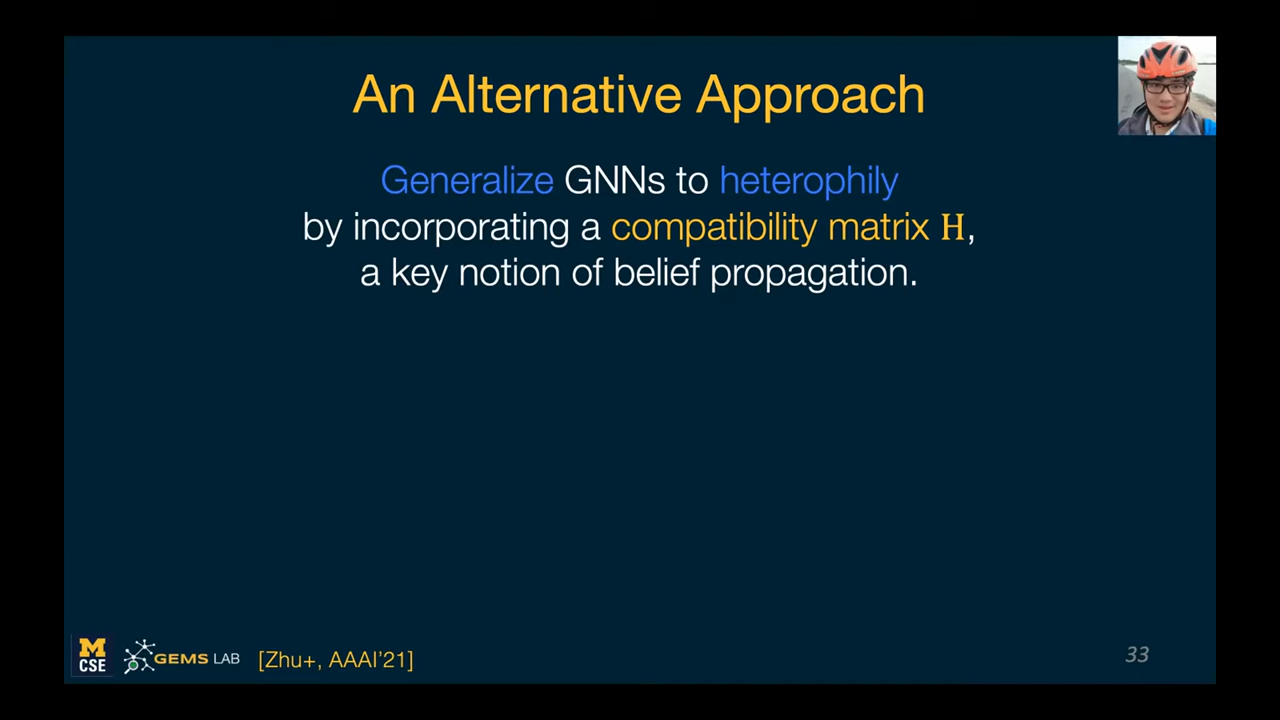 An Alternative Approach
Generalize GNNs to heterophily
by incorporating a compatibility matrix H,
a key notion of belief propagation.
M
CSE
GEMS LAB
[Zhu+, AAAI'21]
33